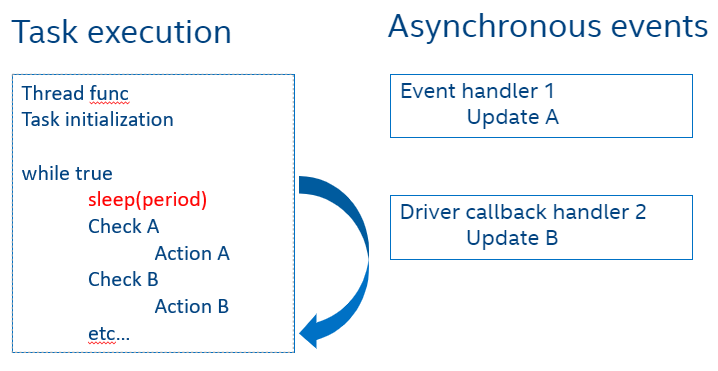 Task execution
Thread func
Task initialization
while true
sleep(period)
Check A
Action A
Check B
Action B
etc...
Asynchronous events
Event handler 1
Update A
Driver callback handler 2
Update B